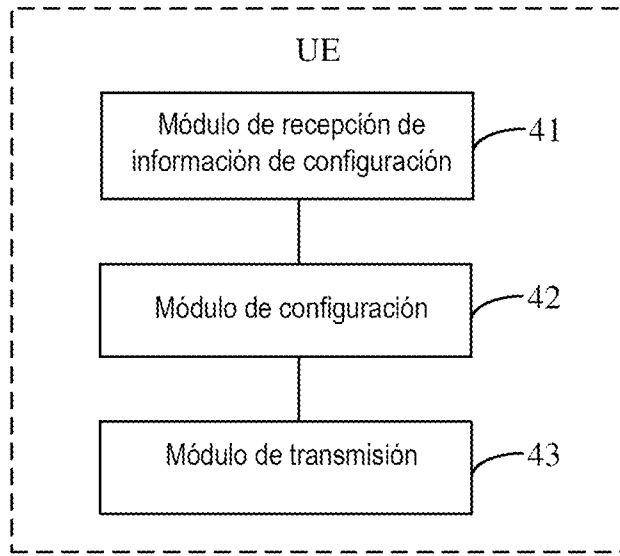 UE
Módulo de recepción de
información de configuración
41
Módulo de configuración
42
Módulo de transmisión
43